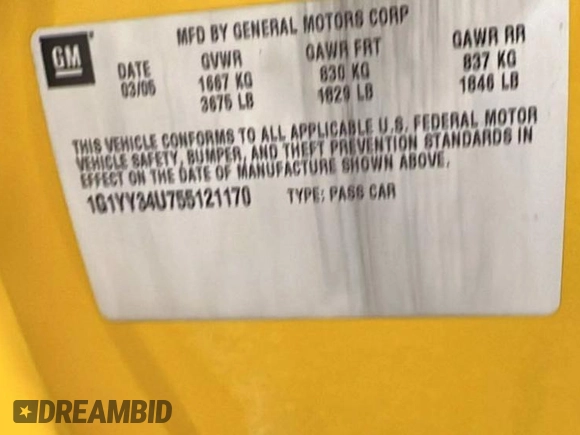 GM
MFD BY GENERAL MOTORS CORP
DATE GVWR GAWR FRT GAWR RR
03/05 1667 KG 830 KG 837 KG
3675 LB 1829 LB 1846 LB
THIS VEHICLE CONFORMS TO ALL APPLICABLE U.S. FEDERAL MOTOR
VEHICLE SAFETY, BUMPER, AND THEFT PREVENTION STANDARDS IN
EFFECT ON THE DATE OF MANUFACTURE SHOWN ABOVE.
1G1YY34U755121170 TYPE: PASS CAR
DREAMBID